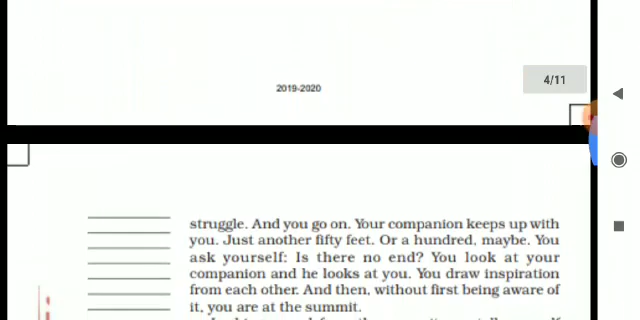 2019-2020
4/11
struggle. And you go on. Your companion keeps up with
you. Just another fifty feet. Or a hundred, maybe. You
ask yourself: Is there no end? You look at your
companion and he looks at you. You draw inspiration
from each other. And then, without first being aware of
it, you are at the summit.